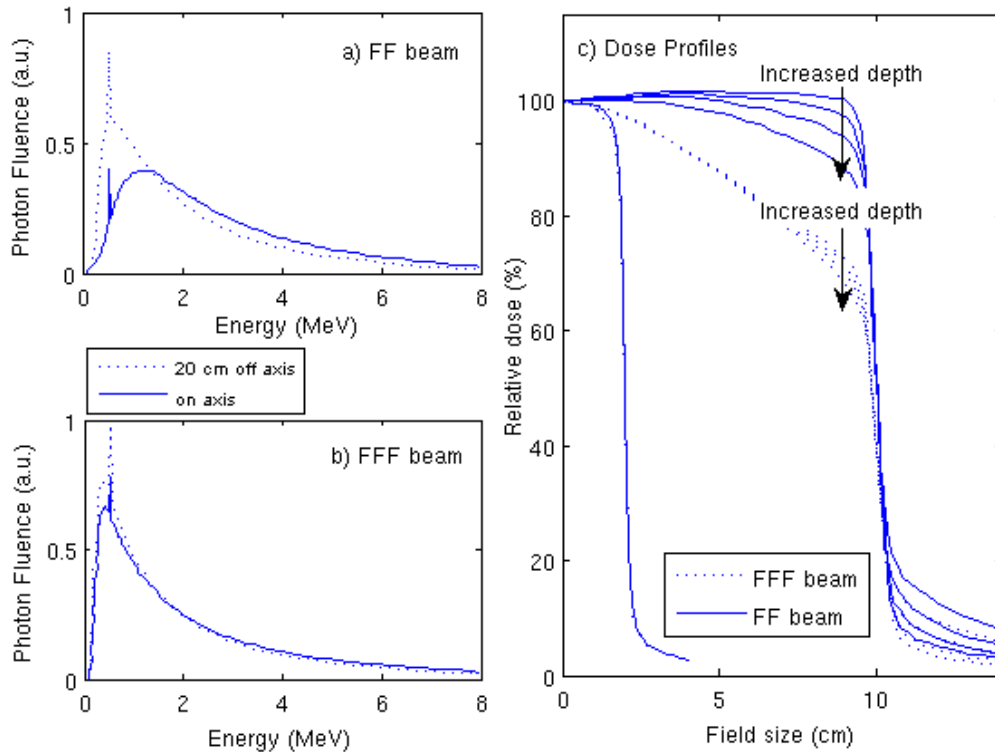 a) FF beam
Photon Fluence (a.u.)
1
0.5
0
0 2 4 6 8
Energy (MeV)
20 cm off axis
on axis
b) FFF beam
Photon Fluence (a.u.)
1
0.5
0
0 2 4 6 8
Energy (MeV)
c) Dose Profiles
Increased depth
Increased depth
Relative dose (%)
100
80
60
40
20
0
FFF beam
FF beam
0 5 10
Field size (cm)